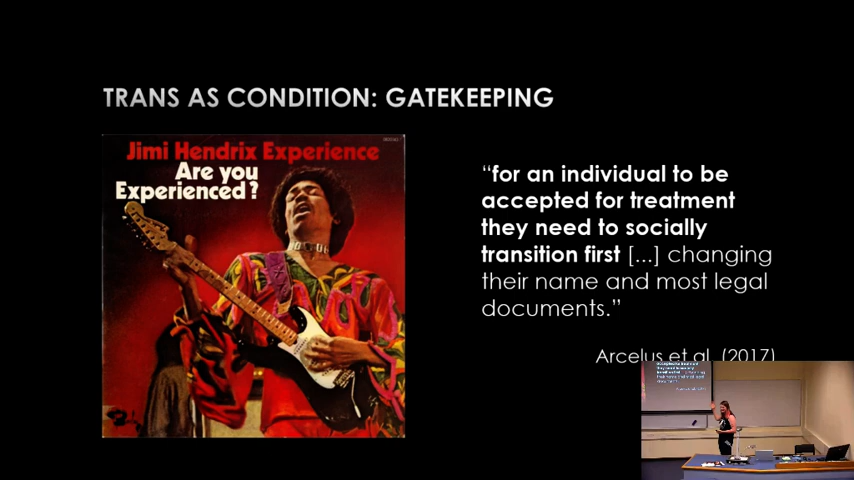 TRANS AS CONDITION: GATEKEEPING
Jimi Hendrix Experience
Are you
Experienced?
“for an individual to be
accepted for treatment
they need to socially
transition first [...] changing
their name and most legal
documents.”
Arcelus et al. (2017)